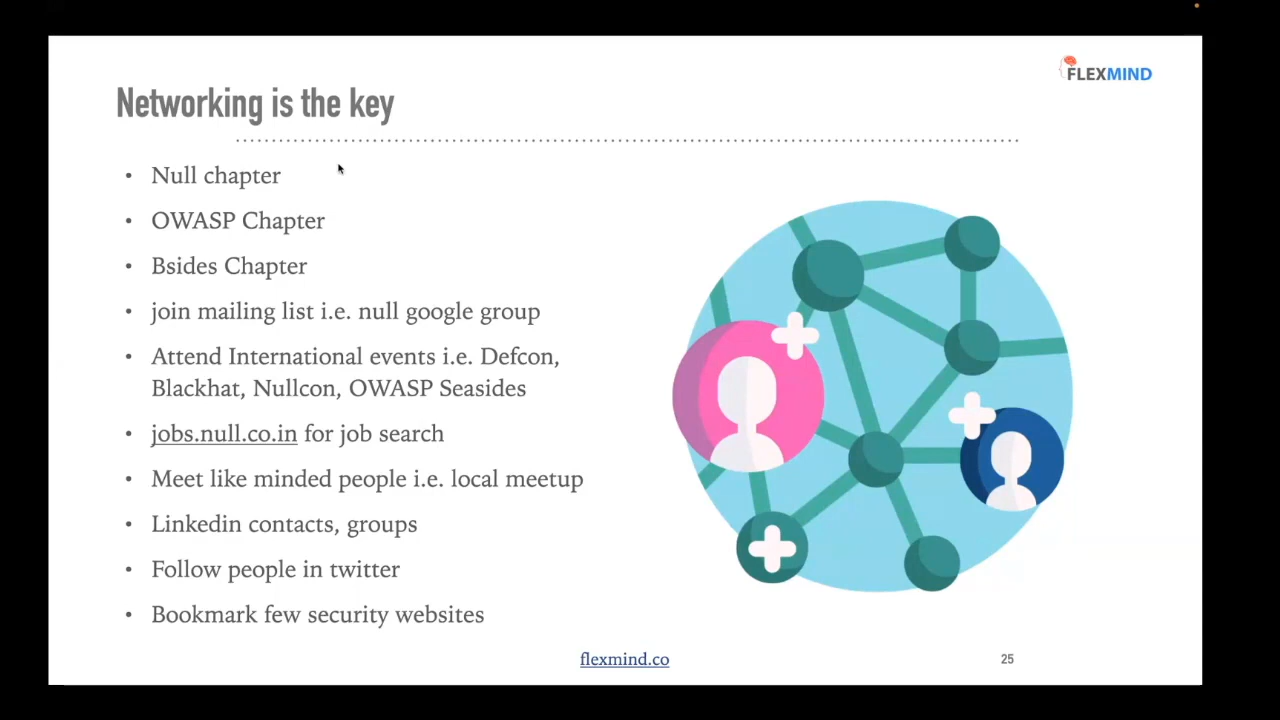 FLEXMIND
Networking is the key
• Null chapter
• OWASP Chapter
• Bsides Chapter
• join mailing list i.e. null google group
• Attend International events i.e. Defcon,
Blackhat, Nullcon, OWASP Seasides
• jobs.null.co.in for job search
• Meet like minded people i.e. local meetup
• Linkedin contacts, groups
• Follow people in twitter
• Bookmark few security websites
flexmind.co
25